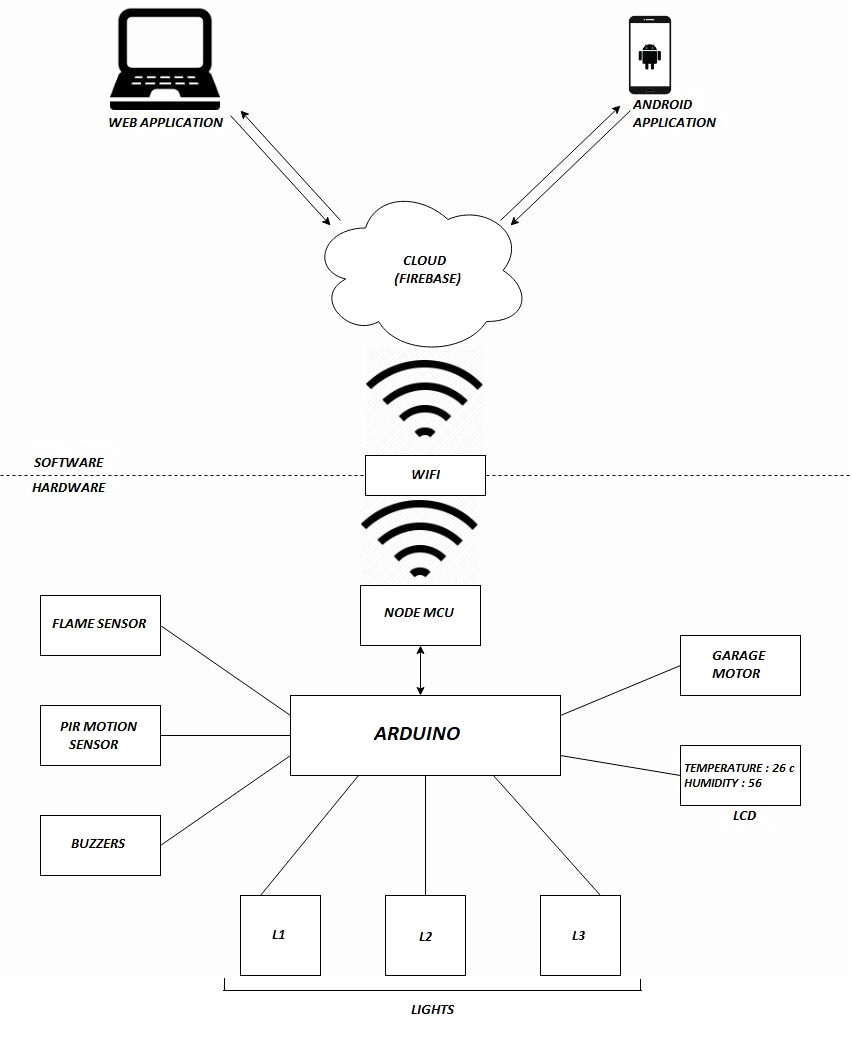 WEB APPLICATION
ANDROID
APPLICATION
CLOUD
(FIREBASE)
SOFTWARE
WIFI
HARDWARE
NODE MCU
FLAME SENSOR
GARAGE
MOTOR
PIR MOTION
SENSOR
ARDUINO
TEMPERATURE : 26 c
HUMIDITY : 56
LCD
BUZZERS
L1
L2
L3
LIGHTS